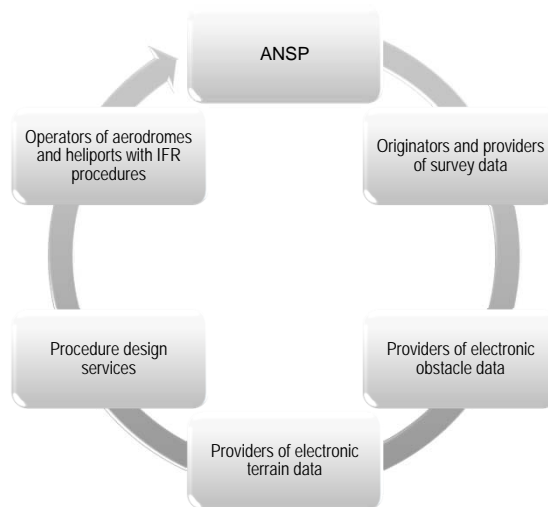 ANSP
Originators and providers
of survey data
Providers of electronic
obstacle data
Providers of electronic
terrain data
Procedure design
services
Operators of aerodromes
and heliports with IFR
procedures